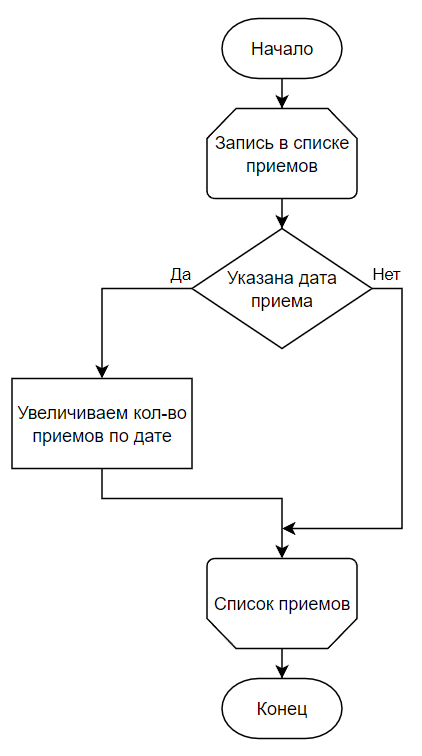 Начало
Запись в списке
приемов
Указана дата
приема
Да
Нет
Увеличиваем кол-во
приемов по дате
Список приемов
Конец